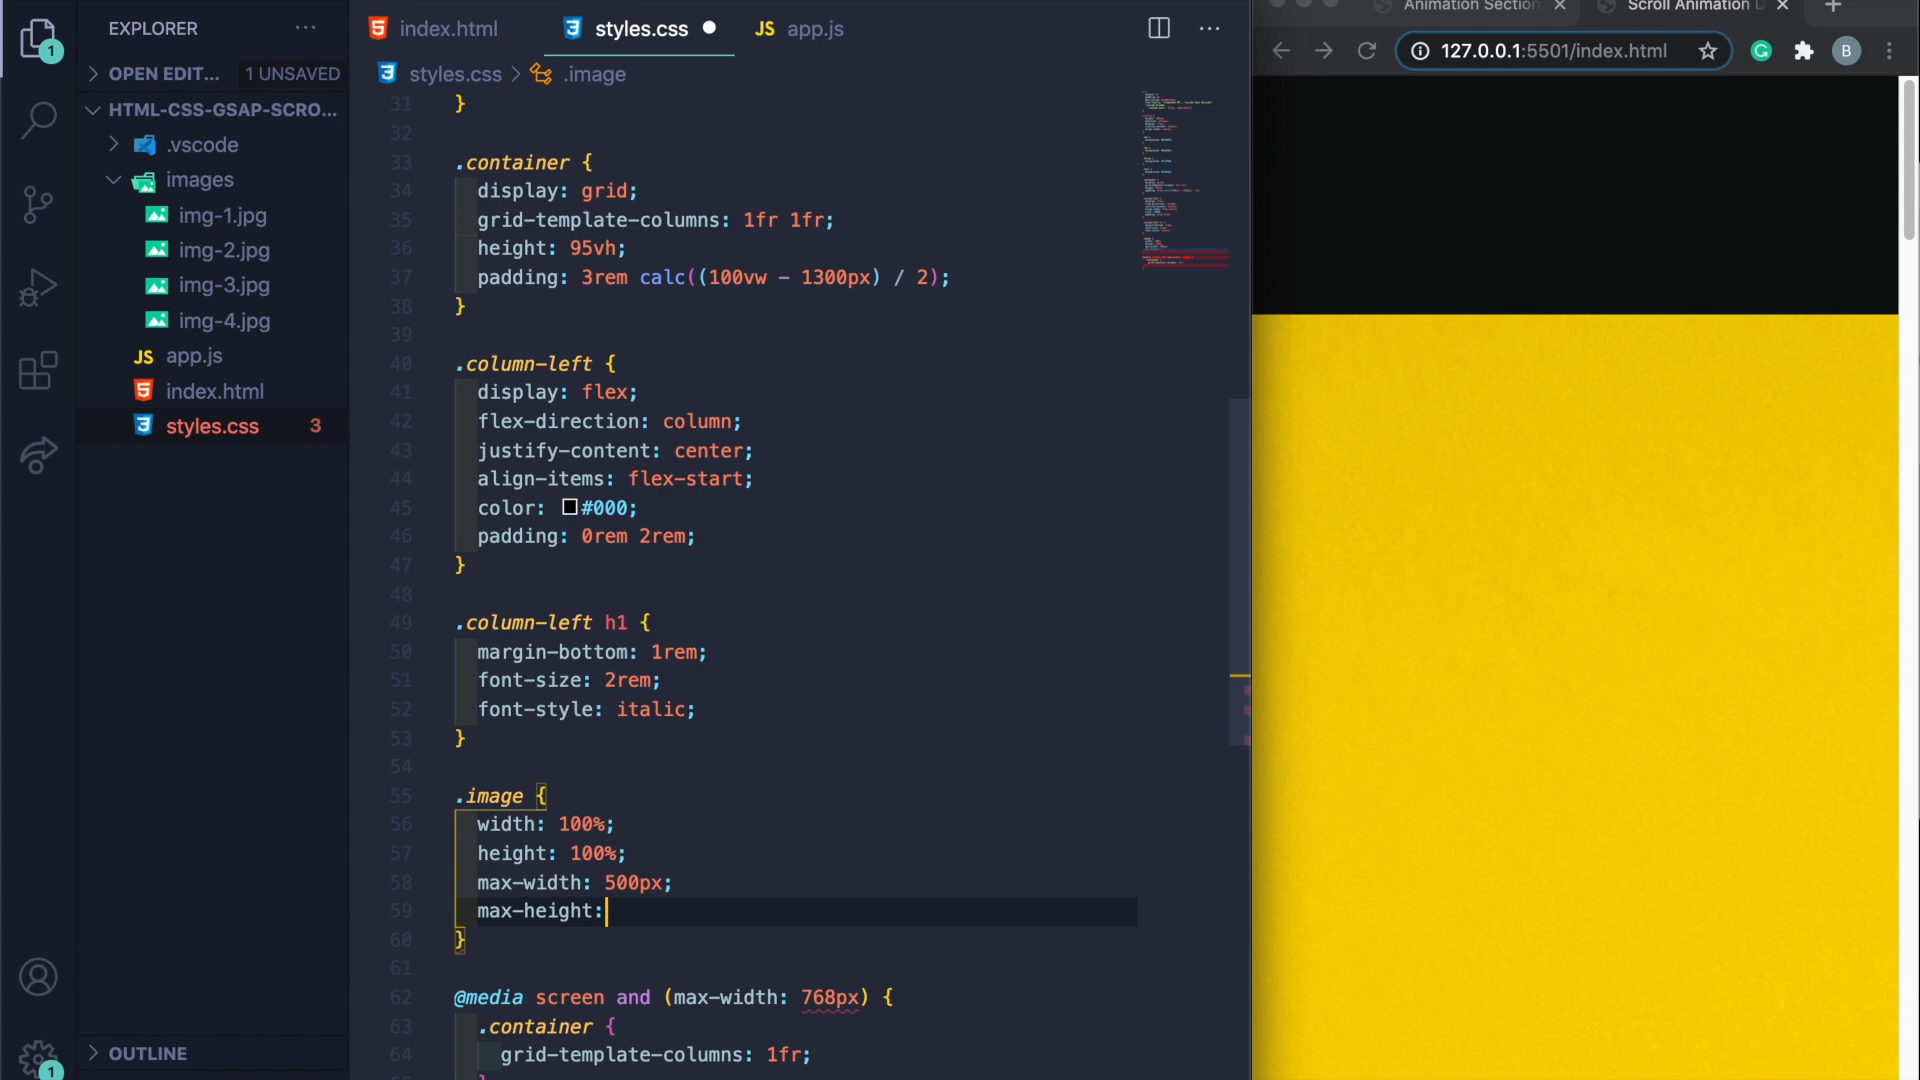 EXPLORER
OPEN EDIT... 1 UNSAVED
HTML-CSS-GSAP-SCRO...
.vscode
images
img-1.jpg
img-2.jpg
img-3.jpg
img-4.jpg
app.js
index.html
styles.css 3
OUTLINE
1
1
index.html
styles.css
app.js
styles.css > .image
31 }
32
33 .container {
34 display: grid;
35 grid-template-columns: 1fr 1fr;
36 height: 95vh;
37 padding: 3rem calc((100vw - 1300px) / 2);
38 }
39
40 .column-left {
41 display: flex;
42 flex-direction: column;
43 justify-content: center;
44 align-items: flex-start;
45 color: #000;
46 padding: 0rem 2rem;
47 }
48
49 .column-left h1 {
50 margin-bottom: 1rem;
51 font-size: 2rem;
52 font-style: italic;
53 }
54
55 .image {
56 width: 100%;
57 height: 100%;
58 max-width: 500px;
59 max-height:
60 }
61
62 @media screen and (max-width: 768px) {
63 .container {
64 grid-template-columns: 1fr;
Animation Section
Scroll Animation
127.0.0.1:5501/index.html
B